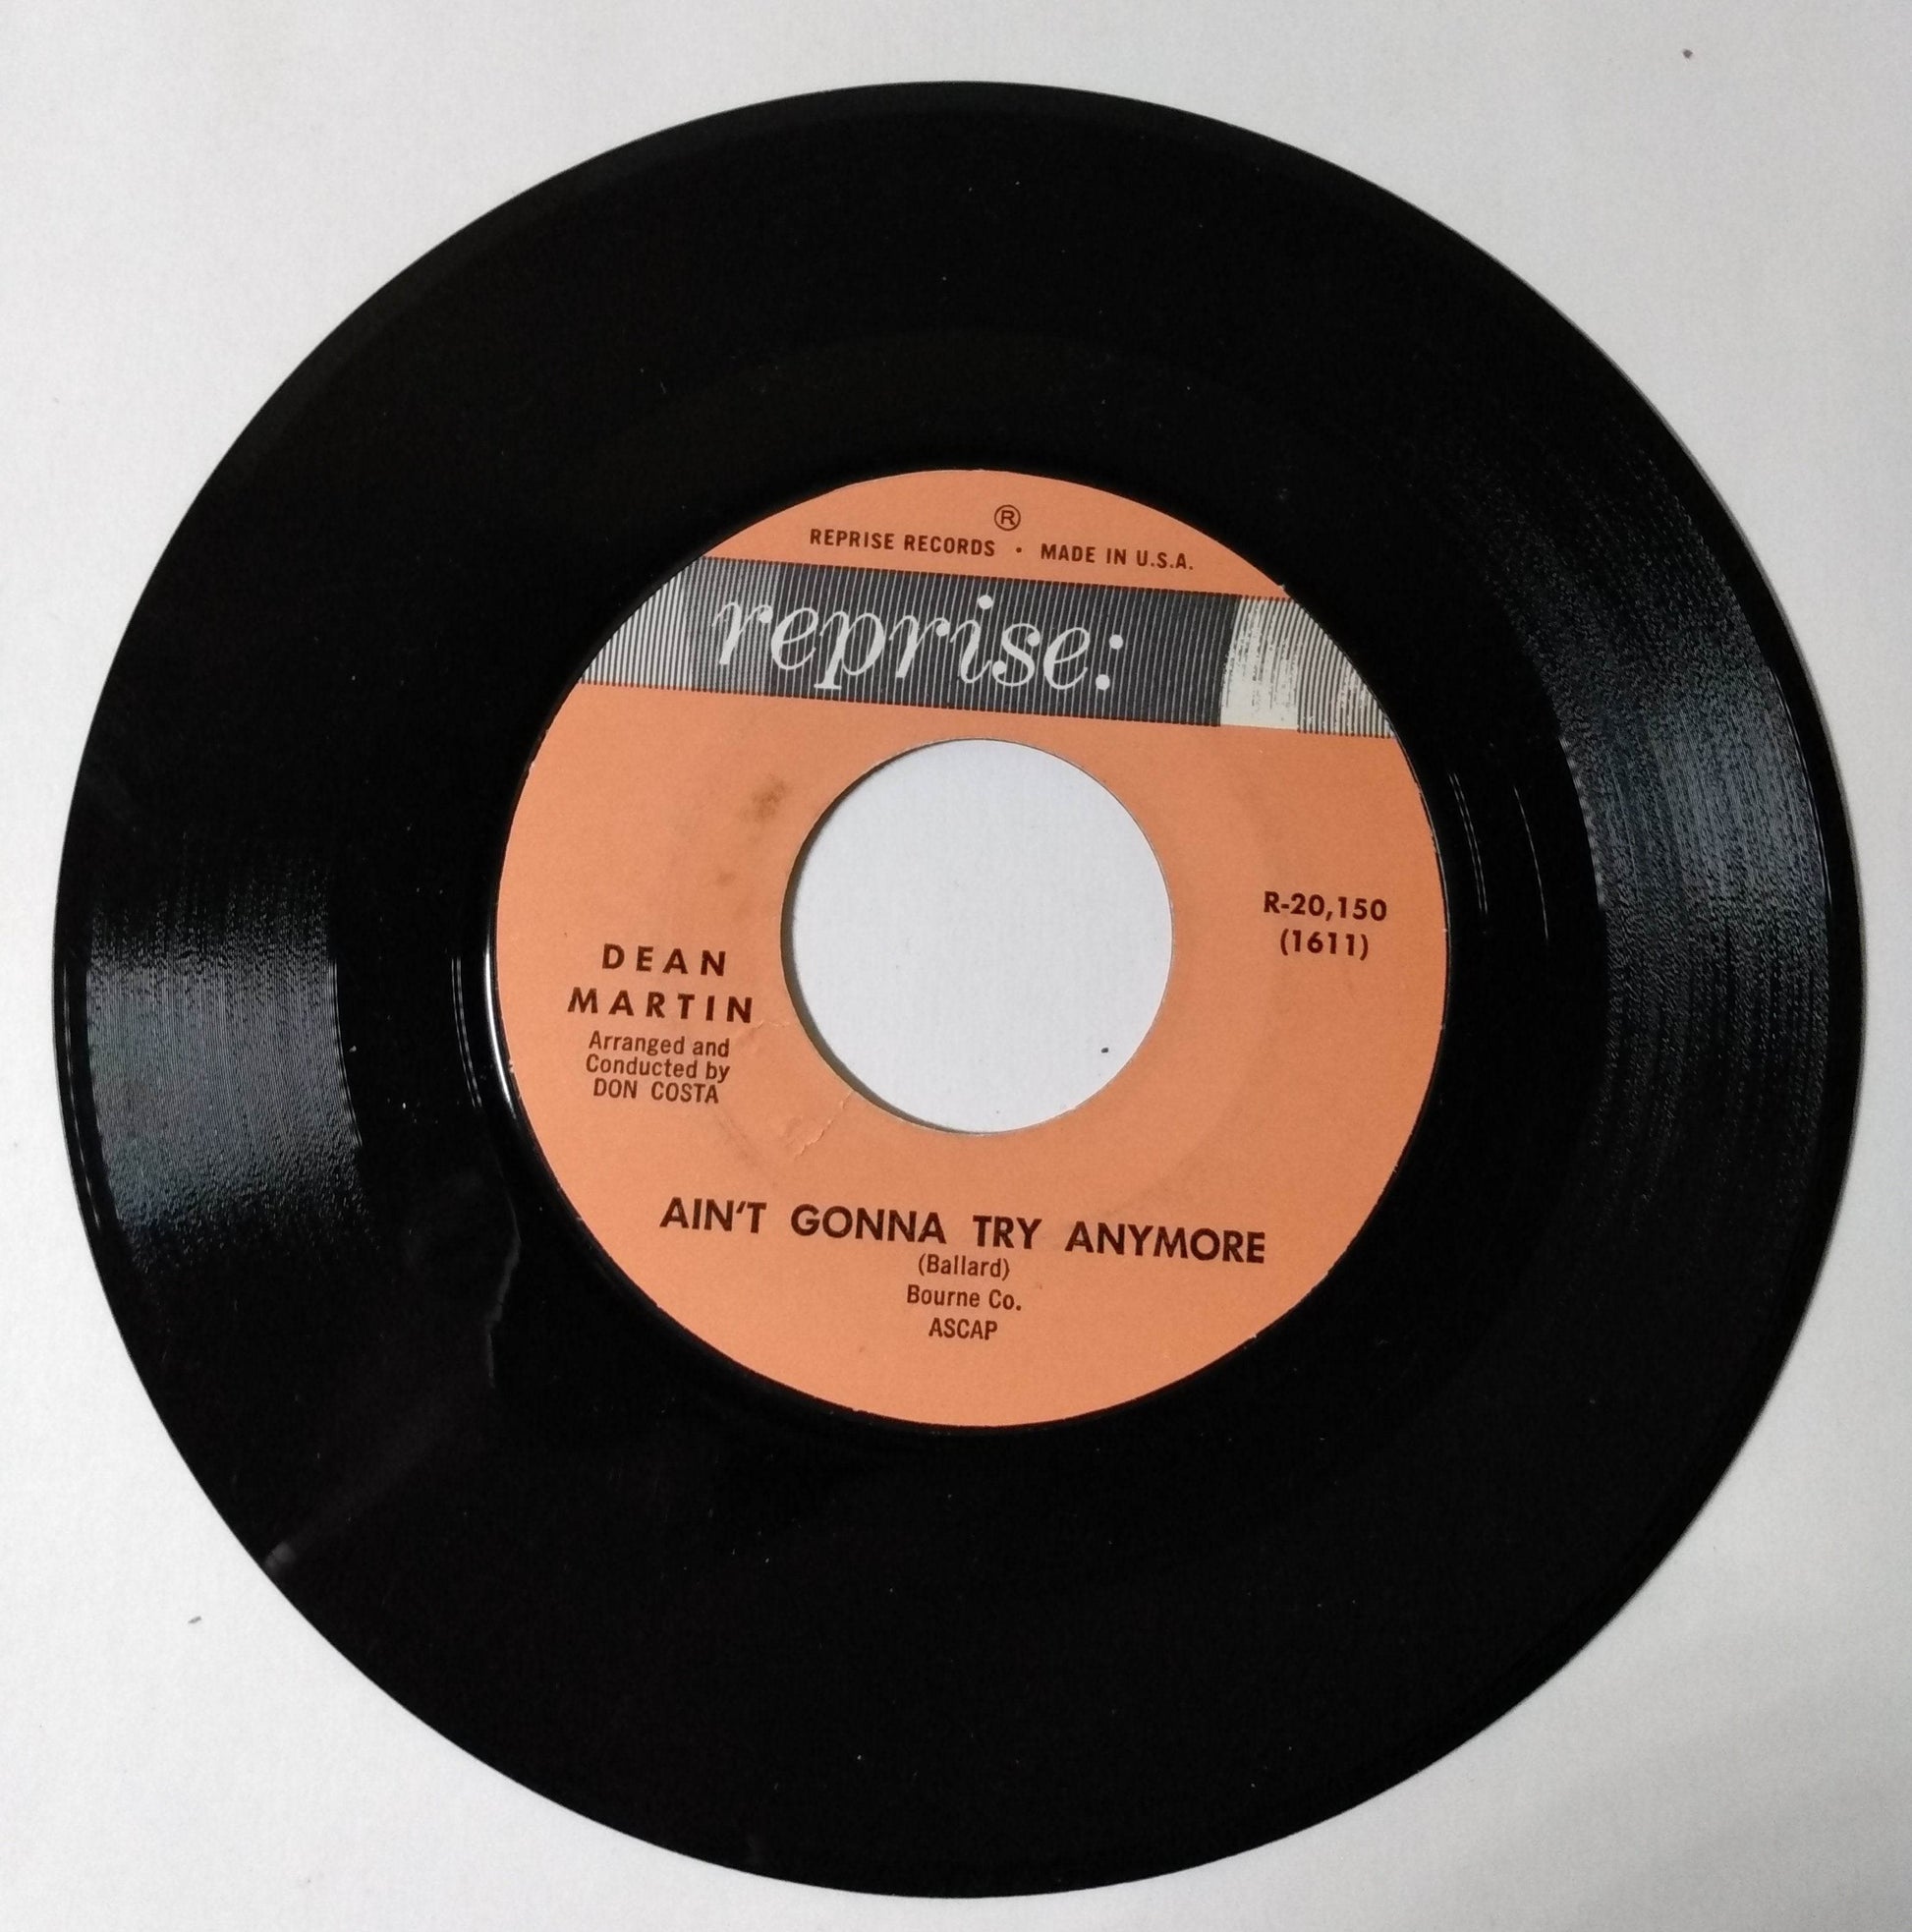 ®
REPRISE RECORDS • MADE IN U.S.A.
reprise:
R-20,150
(1611)
DEAN
MARTIN
Arranged and
Conducted by
DON COSTA
AIN'T GONNA TRY ANYMORE
(Ballard)
Bourne Co.
ASCAP